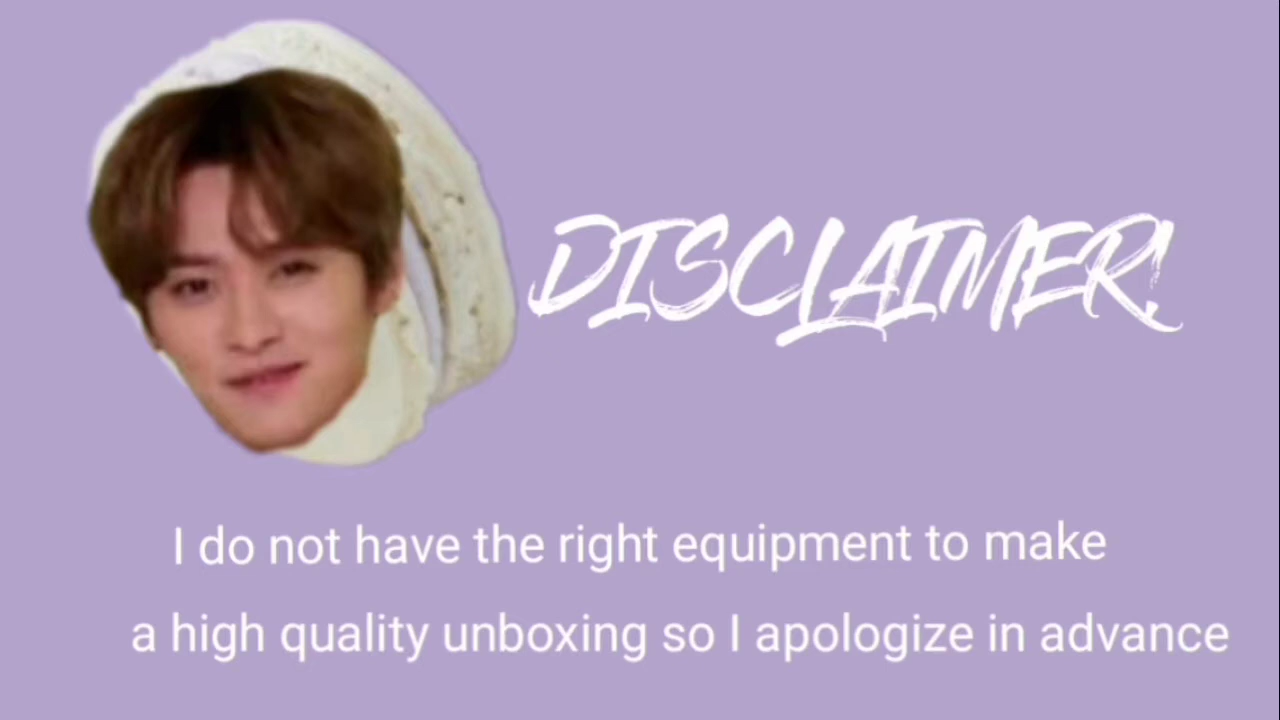 DISCLAIMER!
I do not have the right equipment to make
a high quality unboxing so I apologize in advance